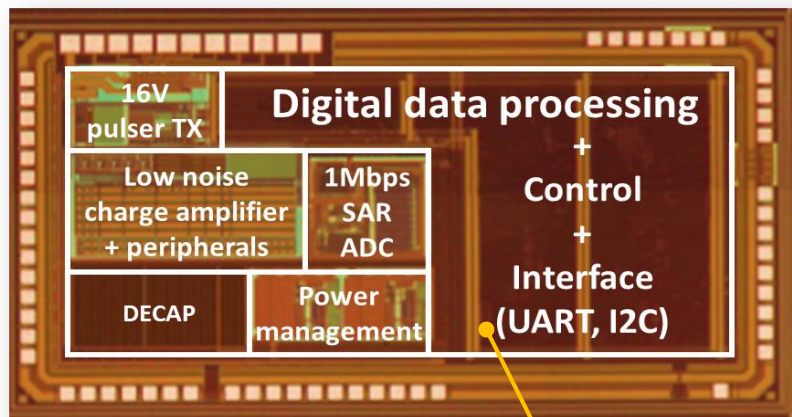 16V
pulser TX
Digital data processing
+
Control
+
Interface
(UART, I2C)
Low noise
charge amplifier
+ peripherals
1Mbps
SAR
ADC
DECAP
Power
management